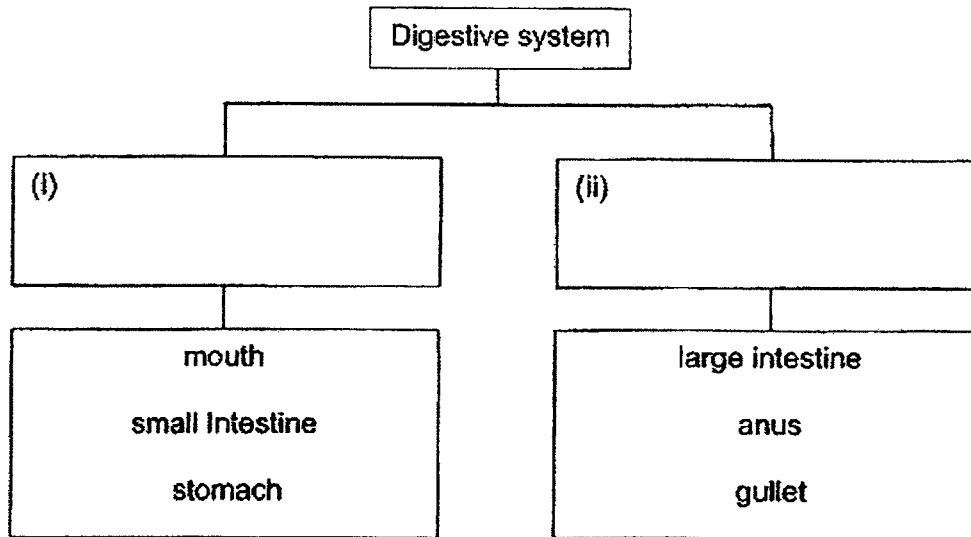 Digestive system
(i)
(ii)
mouth
small Intestine
stomach
large intestine
anus
gullet